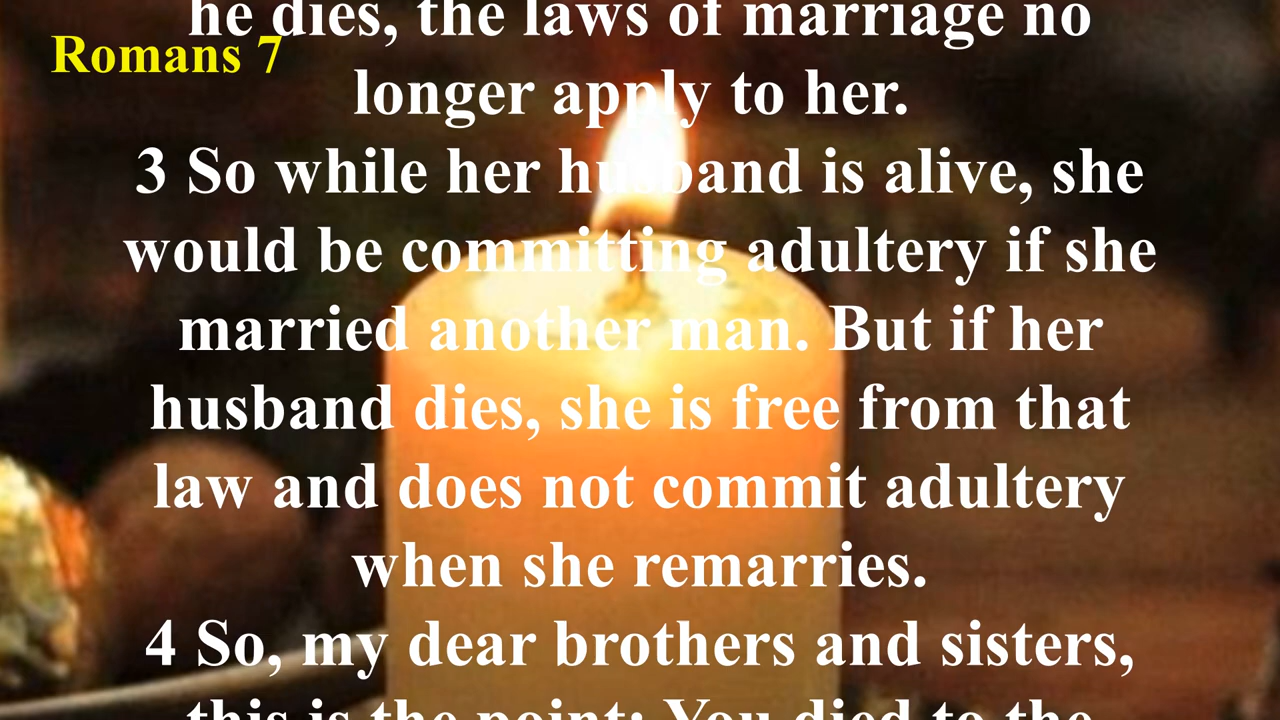 he dies, the laws of marriage no
Romans 7
longer apply to her.
3 So while her husband is alive, she
would be committing adultery if she
married another man. But if her
husband dies, she is free from that
law and does not commit adultery
when she remarries.
4 So, my dear brothers and sisters,
this is the point: You died to the